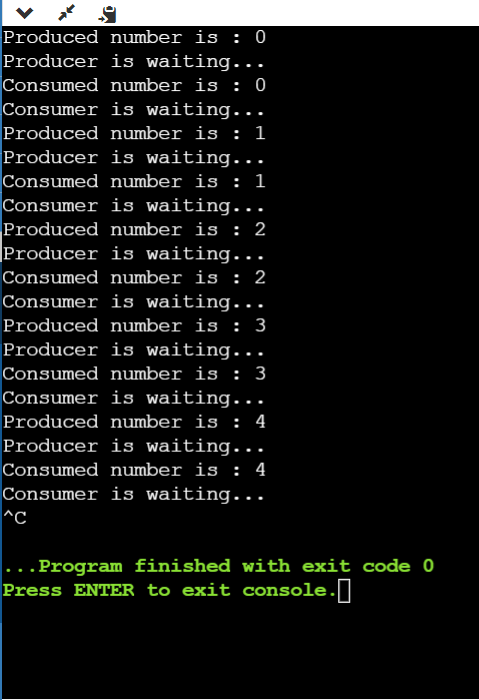 Produced number is : 0
Producer is waiting...
Consumed number is : 0
Consumer is waiting...
Produced number is : 1
Producer is waiting...
Consumed number is : 1
Consumer is waiting...
Produced number is : 2
Producer is waiting...
Consumed number is : 2
Consumer is waiting...
Produced number is : 3
Producer is waiting...
Consumed number is : 3
Consumer is waiting...
Produced number is : 4
Producer is waiting...
Consumed number is : 4
Consumer is waiting...
^C
...Program finished with exit code 0
Press ENTER to exit console.